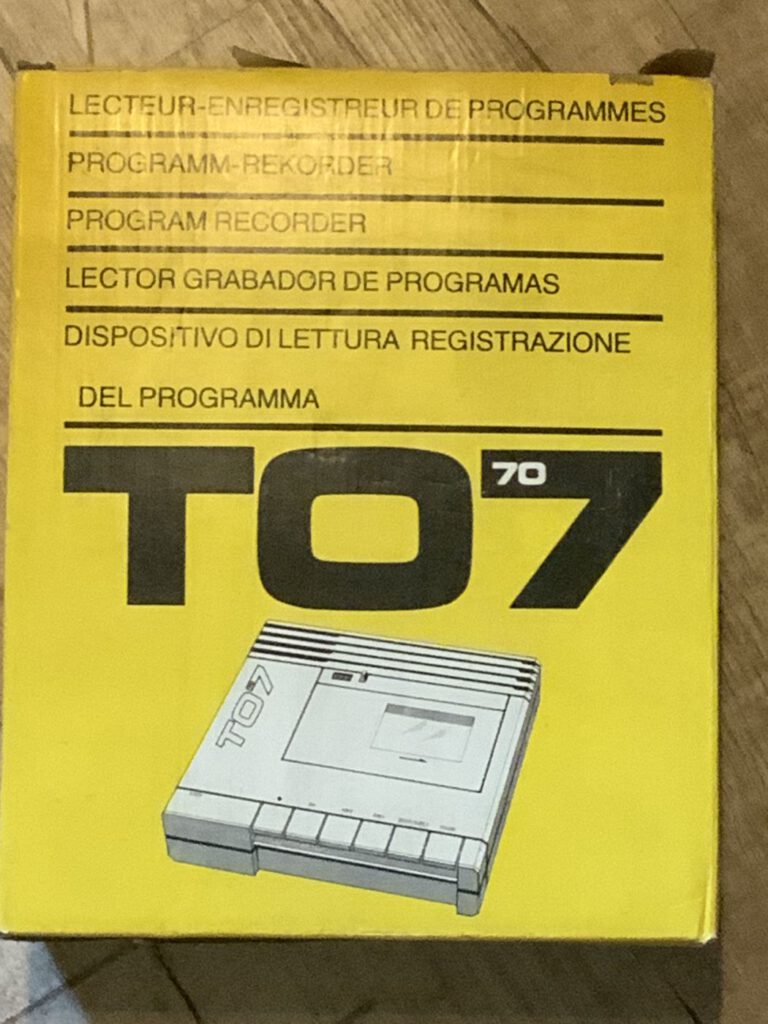 LECTEUR-ENREGISTREUR DE PROGRAMMES
PROGRAMM-REKORDER
PROGRAM RECORDER
LECTOR GRABADOR DE PROGRAMAS
DISPOSITIVO DI LETTURA REGISTRAZIONE
DEL PROGRAMMA
TO7 70
TO7